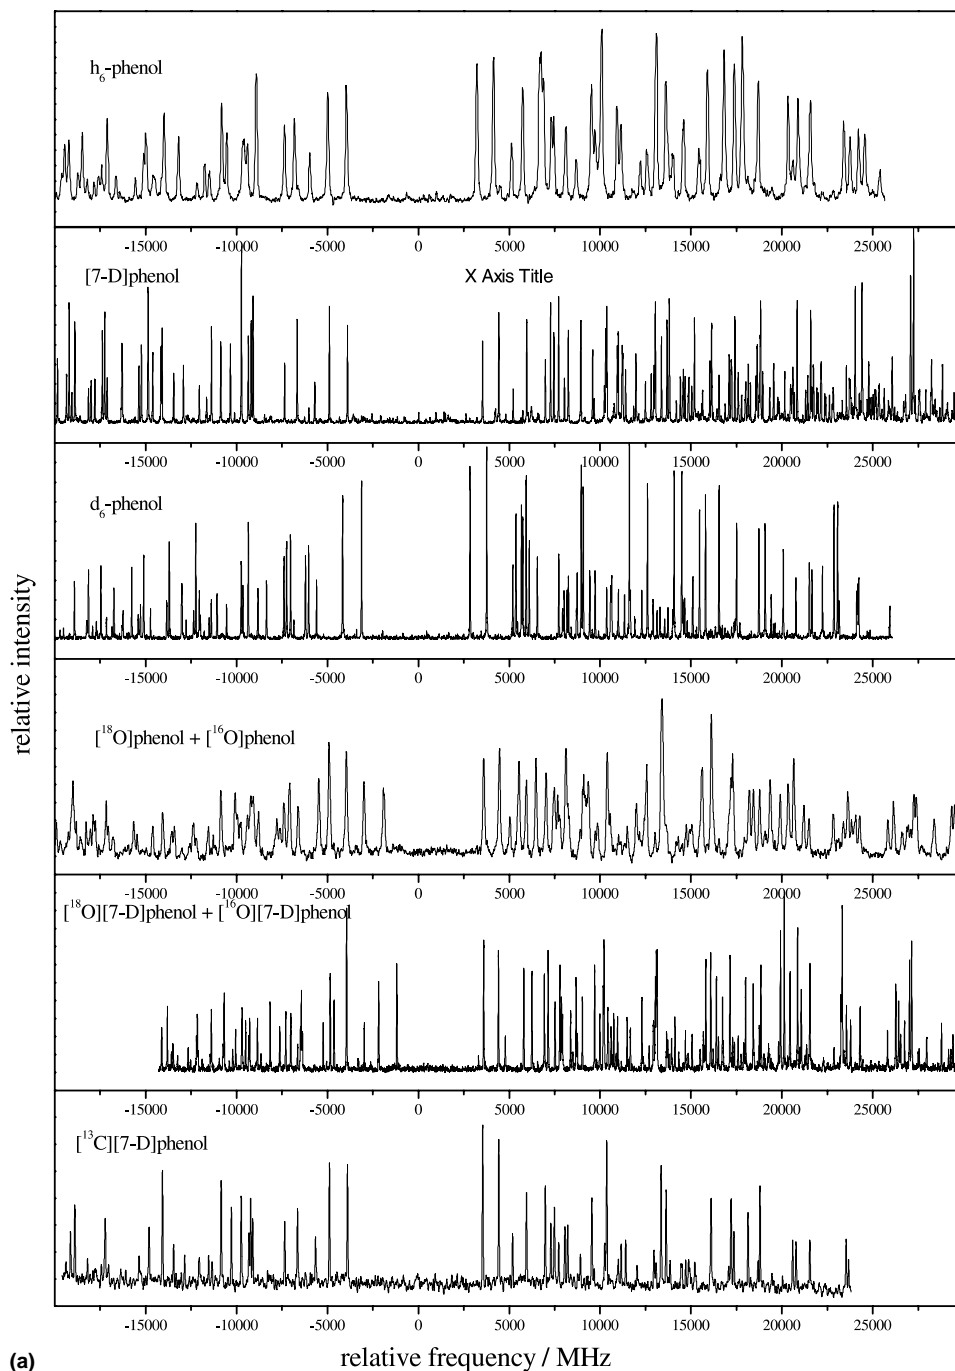 h₆-phenol
-15000 -10000 -5000 0 5000 10000 15000 20000 25000
[7-D]phenol
X Axis Title
-15000 -10000 -5000 0 5000 10000 15000 20000 25000
d₆-phenol
-15000 -10000 -5000 0 5000 10000 15000 20000 25000
[¹⁸O]phenol + [¹⁶O]phenol
-15000 -10000 -5000 0 5000 10000 15000 20000 25000
[¹⁸O][7-D]phenol + [¹⁶O][7-D]phenol
-15000 -10000 -5000 0 5000 10000 15000 20000 25000
[¹³C][7-D]phenol
-15000 -10000 -5000 0 5000 10000 15000 20000 25000
relative intensity
(a)
relative frequency / MHz